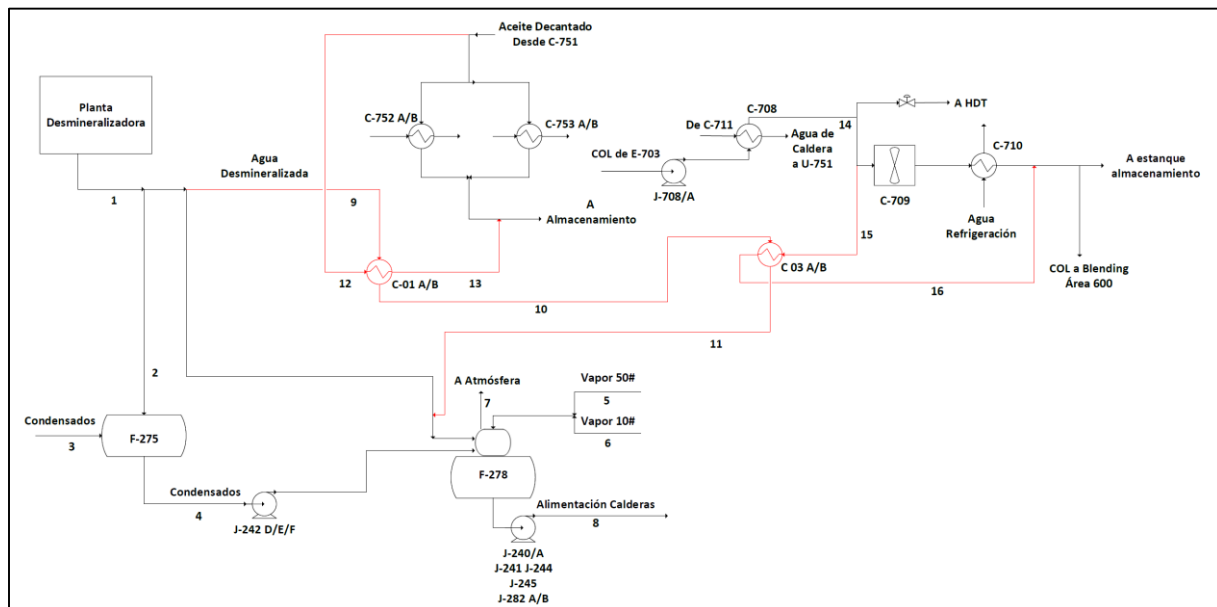 Aceite Decantado
Desde C-751
Planta
Desmineralizadora
C-752 A/B
C-753 A/B
C-708
14
A HDT
De C-711
Agua de
Caldera
a U-751
COL de E-703
J-708/A
C-710
A estanque
almacenamiento
C-709
Agua
Refrigeración
Agua
Desmineralizada
1
9
A
Almacenamiento
15
12
C-01 A/B
13
C 03 A/B
16
COL a Blending
Área 600
10
11
2
A Atmósfera
7
Vapor 50#
5
Vapor 10#
6
Condensados
3
F-275
F-278
Condensados
4
J-242 D/E/F
Alimentación Calderas
8
J-240/A
J-241 J-244
J-245
J-282 A/B